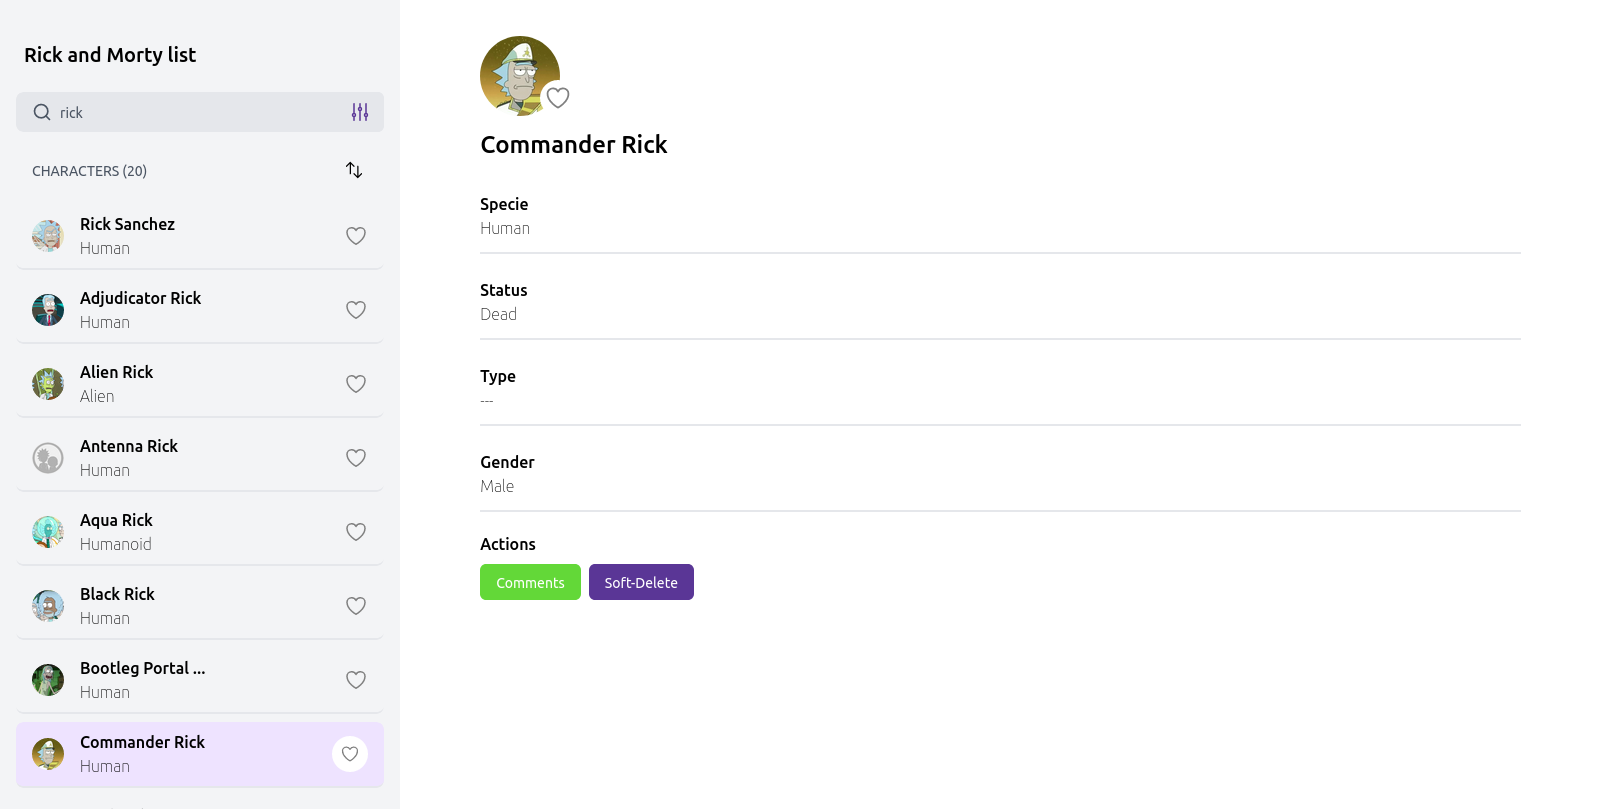 Rick and Morty list
rick
CHARACTERS (20)
Rick Sanchez
Human
Adjudicator Rick
Human
Alien Rick
Alien
Antenna Rick
Human
Aqua Rick
Humanoid
Black Rick
Human
Bootleg Portal ...
Human
Commander Rick
Human
Commander Rick
Specie
Human
Status
Dead
Type
---
Gender
Male
Actions
Comments Soft-Delete